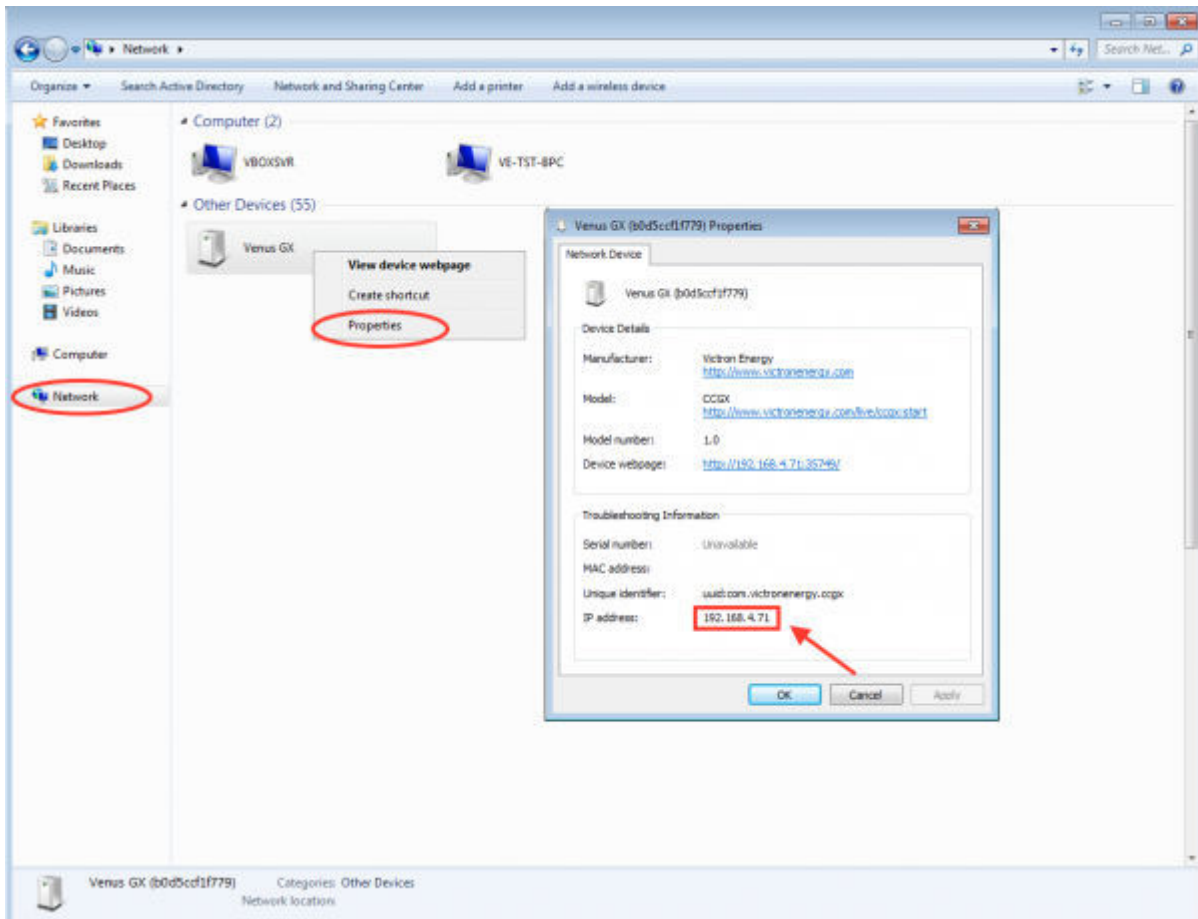 Network
Search Net...
Organize
Search Active Directory
Network and Sharing Center
Add a printer
Add a wireless device
Favorites
Desktop
Downloads
Recent Places
Libraries
Documents
Music
Pictures
Videos
Computer
Network
Computer (2)
VBOXSVR
VE-TST-BPC
Other Devices (55)
Venus GX
View device webpage
Create shortcut
Properties
Venus GX (b0d5ccf1f779) Properties
Network Device
Venus GX (b0d5ccf1f779)
Device Details
Manufacturer: Victron Energy
http://www.victronenergy.com
Model: CCGX
http://www.victronenergy.com/live/ccgx:start
Model number: 1.0
Device webpage: http://192.168.4.71:35749/
Troubleshooting Information
Serial number: Unavailable
MAC address:
Unique identifier: uuid:com.victronenergy.ccgx
IP address: 192.168.4.71
OK
Cancel
Apply
Venus GX (b0d5ccf1f779)
Categories: Other Devices
Network location: